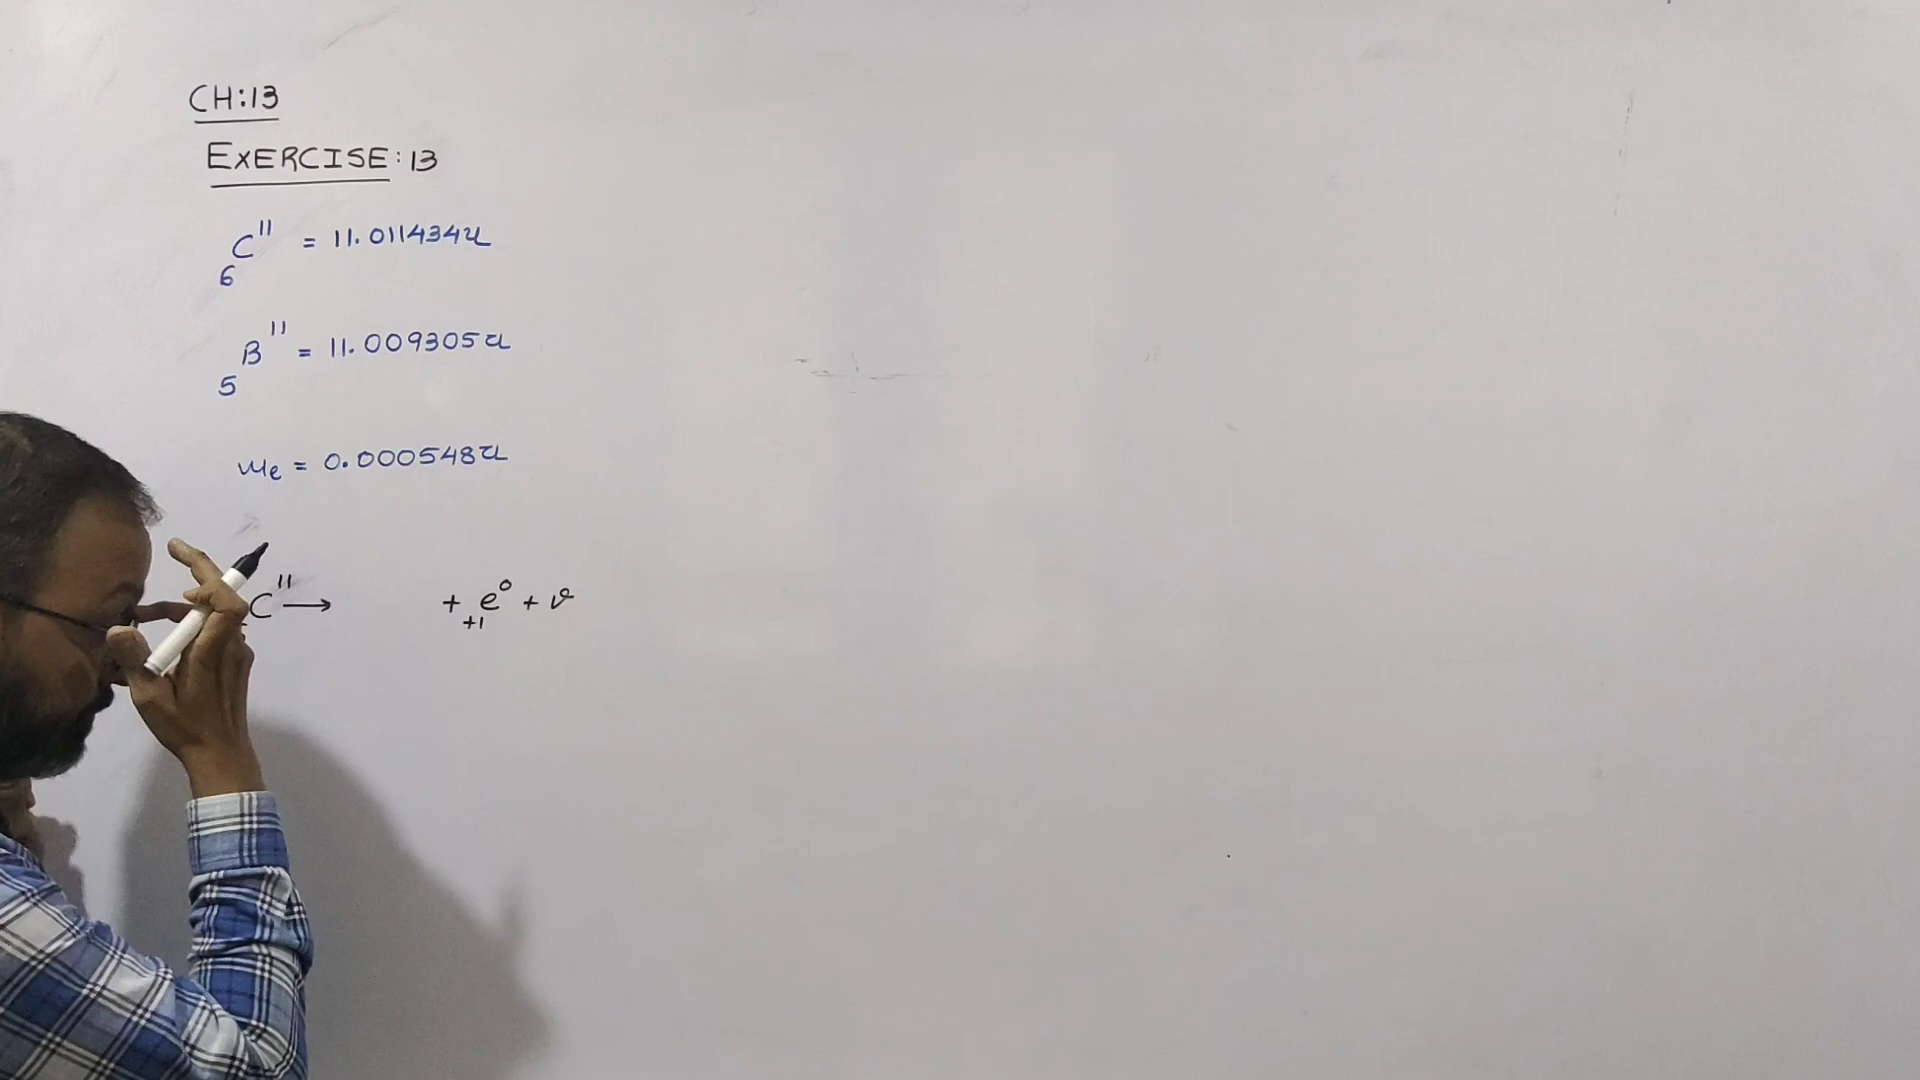 CH:13
EXERCISE:13
₆C¹¹ = 11.011434u
₅B¹¹ = 11.009305u
me = 0.000548u
C¹¹ → + ₊₁e⁰ + ν